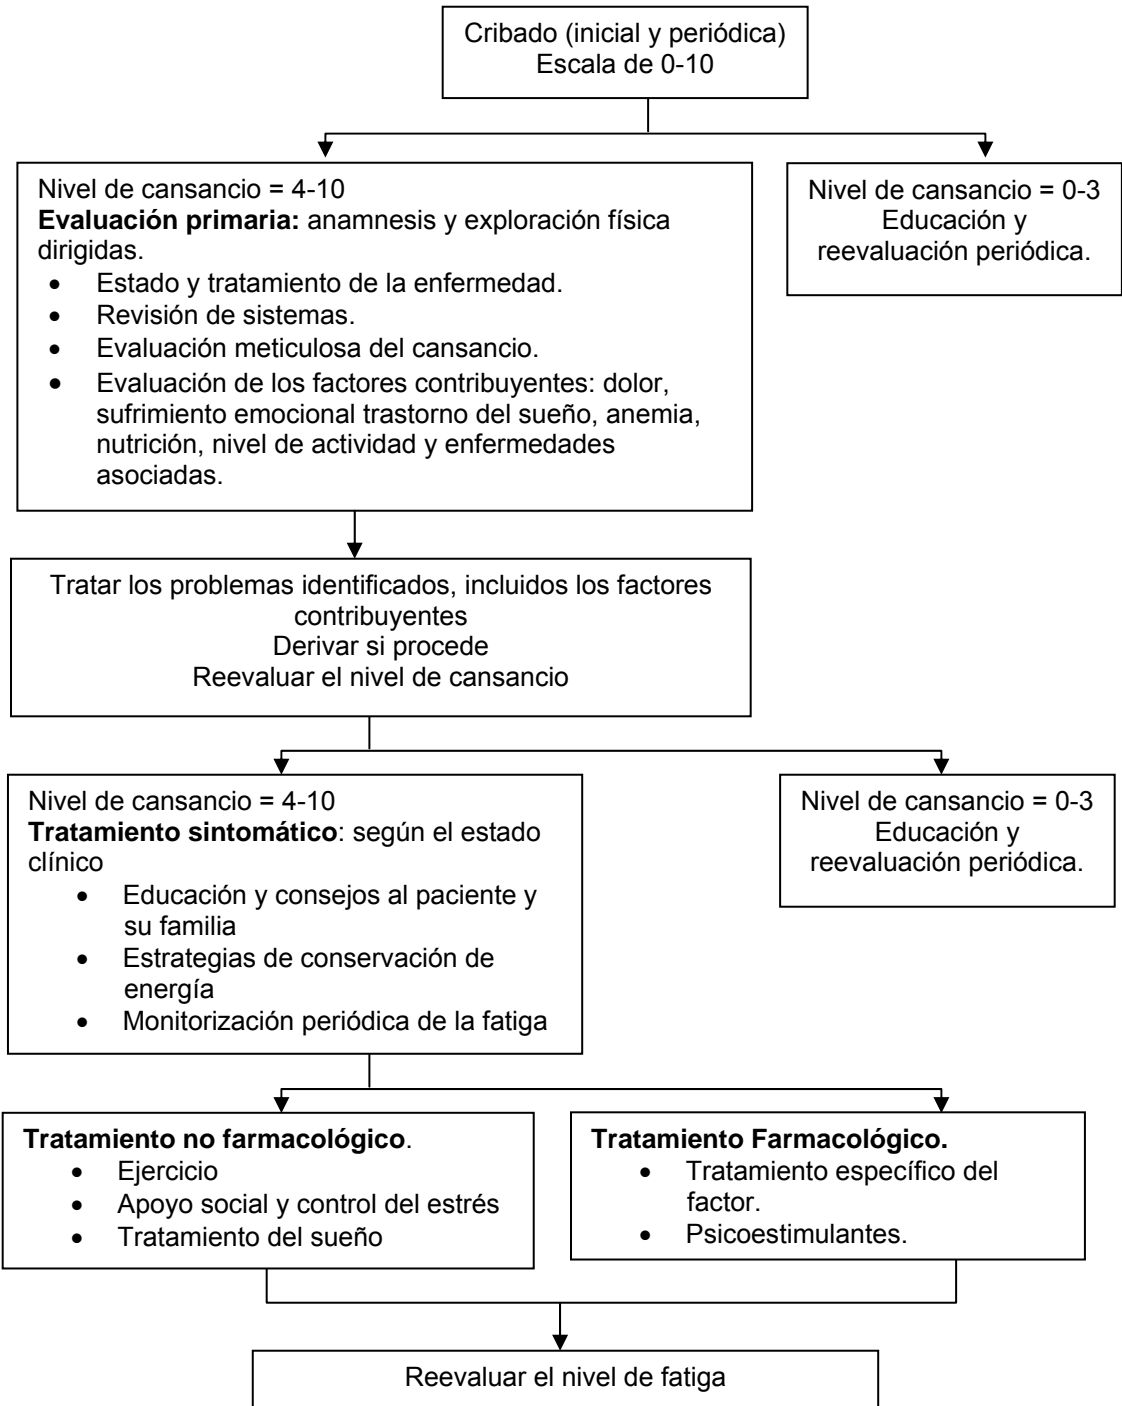 Cribado (inicial y periódica)
Escala de 0-10
Nivel de cansancio = 4-10
Evaluación primaria: anamnesis y exploración física
dirigidas.
• Estado y tratamiento de la enfermedad.
• Revisión de sistemas.
• Evaluación meticulosa del cansancio.
• Evaluación de los factores contribuyentes: dolor,
sufrimiento emocional trastorno del sueño, anemia,
nutrición, nivel de actividad y enfermedades
asociadas.
Nivel de cansancio = 0-3
Educación y
reevaluación periódica.
Tratar los problemas identificados, incluidos los factores
contribuyentes
Derivar si procede
Reevaluar el nivel de cansancio
Nivel de cansancio = 4-10
Tratamiento sintomático: según el estado
clínico
• Educación y consejos al paciente y
su familia
• Estrategias de conservación de
energía
• Monitorización periódica de la fatiga
Nivel de cansancio = 0-3
Educación y
reevaluación periódica.
Tratamiento no farmacológico.
• Ejercicio
• Apoyo social y control del estrés
• Tratamiento del sueño
Tratamiento Farmacológico.
• Tratamiento específico del
factor.
• Psicoestimulantes.
Reevaluar el nivel de fatiga